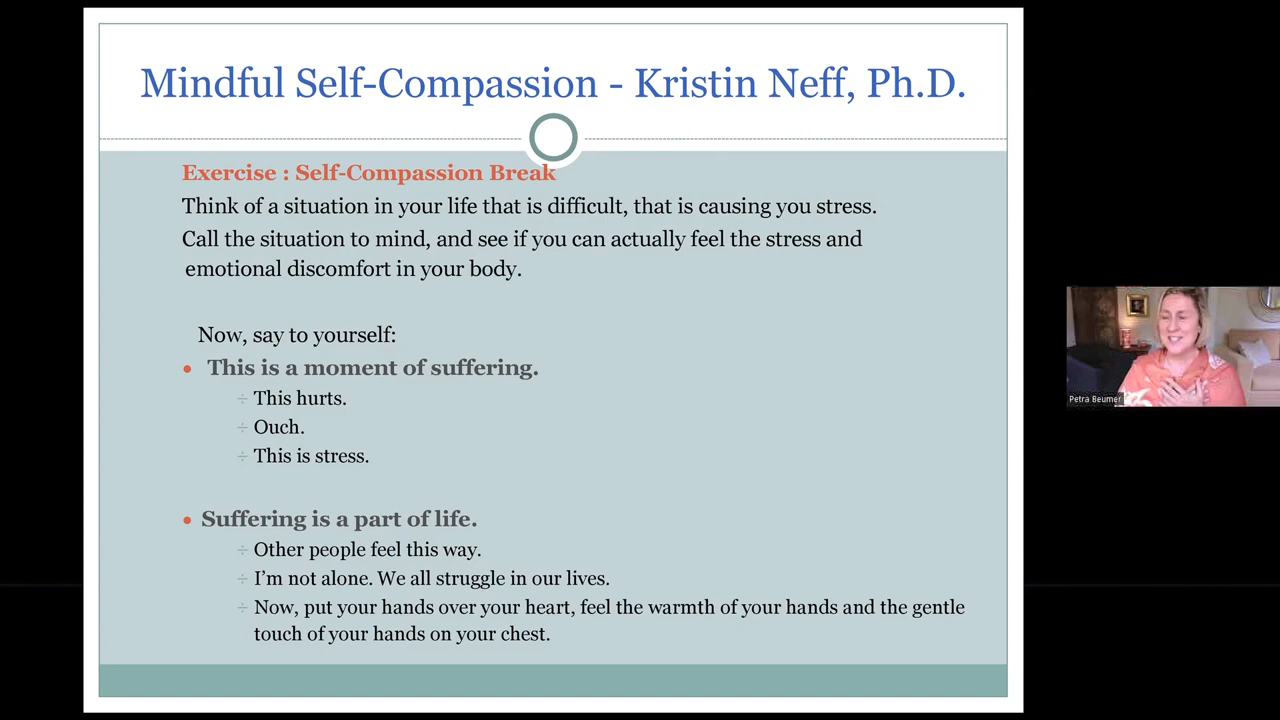 Mindful Self-Compassion - Kristin Neff, Ph.D.
Exercise : Self-Compassion Break
Think of a situation in your life that is difficult, that is causing you stress.
Call the situation to mind, and see if you can actually feel the stress and
emotional discomfort in your body.
Now, say to yourself:
This is a moment of suffering.
This hurts.
Ouch.
This is stress.
Suffering is a part of life.
Other people feel this way.
I'm not alone. We all struggle in our lives.
Now, put your hands over your heart, feel the warmth of your hands and the gentle
touch of your hands on your chest.
Petra Beumer